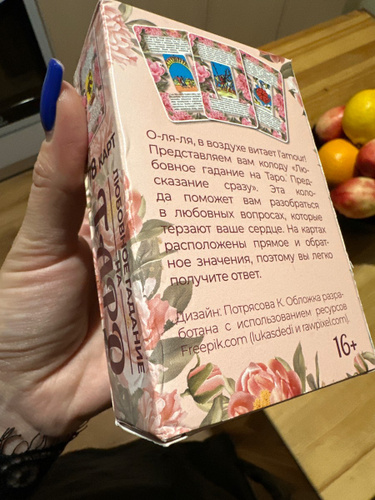 О-ля-ля, в воздухе витает l'amour!
Представляем вам колоду «Лю-
бовное гадание на Таро. Пред-
сказание сразу». Эта коло-
да поможет вам разобраться
в любовных вопросах, которые
терзают ваше сердце. На картах
расположены прямое и обрат-
ное значения, поэтому вы легко
получите ответ.
Дизайн: Потрясова К. Обложка разра-
ботана с использованием ресурсов
Freepik.com (lukasdedi и rawpixel.com).
16+
КАРТ
ЛЮБОВНОЕ ГАДАНИЕ
НА
ТАРО